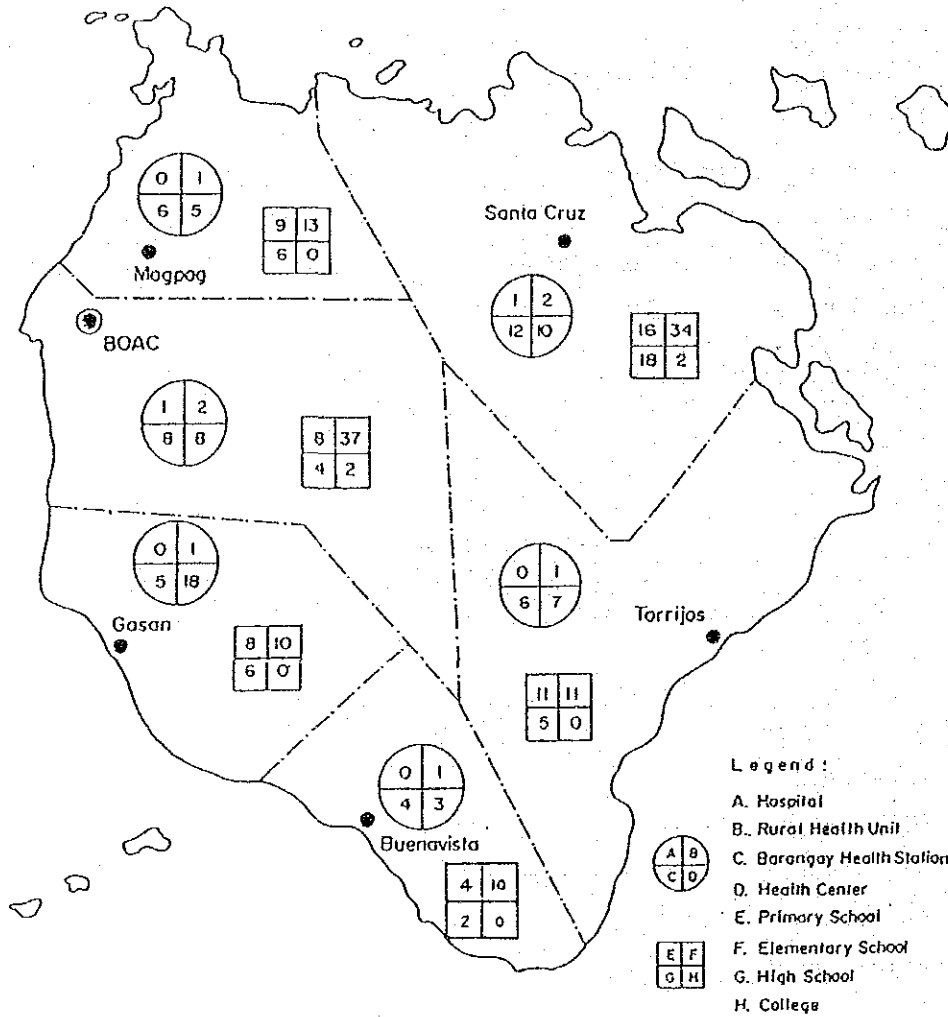 0 1
6 5
9 13
6 0
Mogpog
Santa Cruz
1 2
12 10
16 34
18 2
BOAC
1 2
8 8
8 37
4 2
0 1
5 18
Gasan
8 10
6 0
0 1
6 7
Torrijos
11 11
5 0
0 1
4 3
Buenavista
4 10
2 0
Legend :
A. Hospital
B. Rural Health Unit
C. Barangay Health Station
D. Health Center
E. Primary School
F. Elementary School
G. High School
H. College
A B
C D
E F
G H